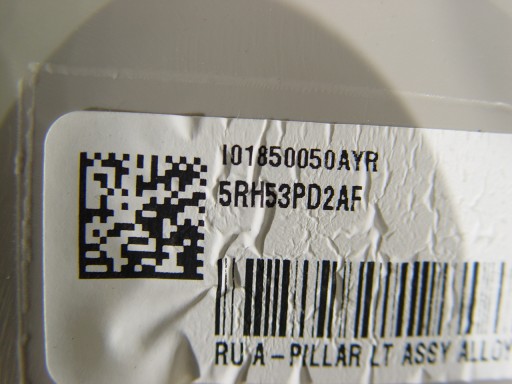 I01850050AYR
5RH53PD2AF
RU A-PILLAR LT ASSY ALLOY